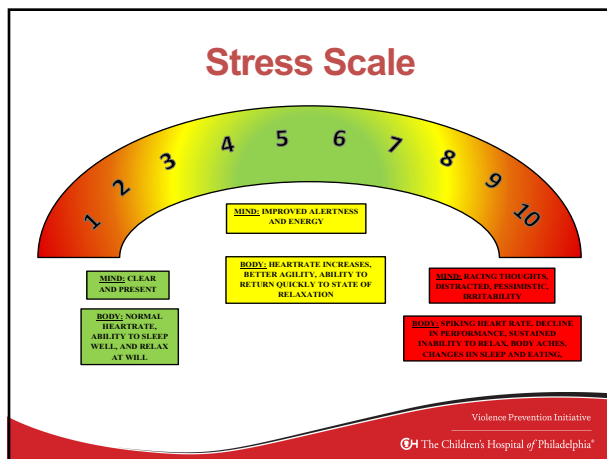 Stress Scale
1 2 3 4 5 6 7 8 9 10
MIND: IMPROVED ALERTNESS
AND ENERGY
BODY: HEARTRATE INCREASES,
BETTER AGILITY, ABILITY TO
RETURN QUICKLY TO STATE OF
RELAXATION
MIND: CLEAR
AND PRESENT
BODY: NORMAL
HEARTRATE,
ABILITY TO SLEEP
WELL, AND RELAX
AT WILL
MIND: RACING THOUGHTS,
DISTRACTED, PESSIMISTIC,
IRRITABILITY
BODY: SPIKING HEART RATE, DECLINE
IN PERFORMANCE, SUSTAINED
INABILITY TO RELAX, BODY ACHES,
CHANGES IIN SLEEP AND EATING,
Violence Prevention Initiative
CH The Children's Hospital of Philadelphia®